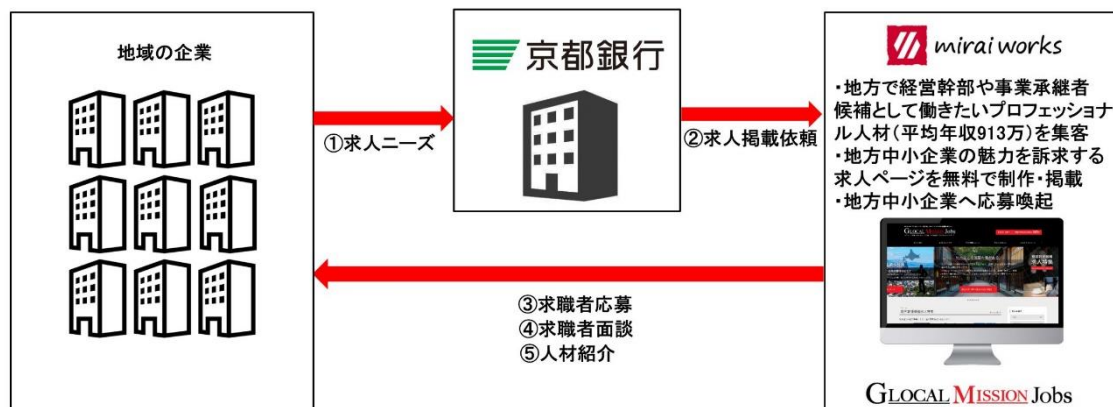 地域の企業
①求人ニーズ
京都銀行
②求人掲載依頼
mirai works
・地方で経営幹部や事業承継者
候補として働きたいプロフェッショナ
ル人材(平均年収913万)を集客
・地方中小企業の魅力を訴求する
求人ページを無料で制作・掲載
・地方中小企業へ応募喚起
③求職者応募
④求職者面談
⑤人材紹介
GLOCAL MISSION JOBS
GLOCAL MISSION Jobs